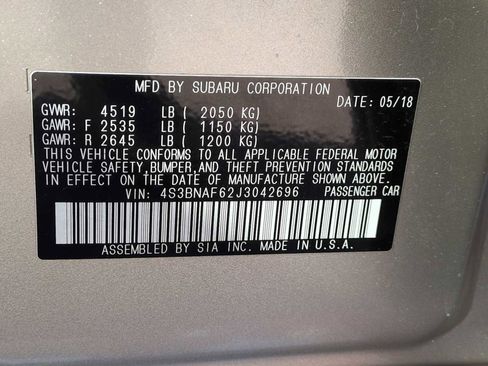 MFD BY SUBARU CORPORATION
DATE: 05/18
GVWR: 4519 LB ( 2050 KG)
GAWR: F 2535 LB ( 1150 KG)
GAWR: R 2645 LB ( 1200 KG)
THIS VEHICLE CONFORMS TO ALL APPLICABLE FEDERAL MOTOR
VEHICLE SAFETY,BUMPER,AND THEFT PREVENTION STANDARDS
IN EFFECT ON THE DATE OF MANUFACTURE SHOWN ABOVE.
VIN: 4S3BNAF62J3042696 PASSENGER CAR
ASSEMBLED BY SIA INC. MADE IN U.S.A.